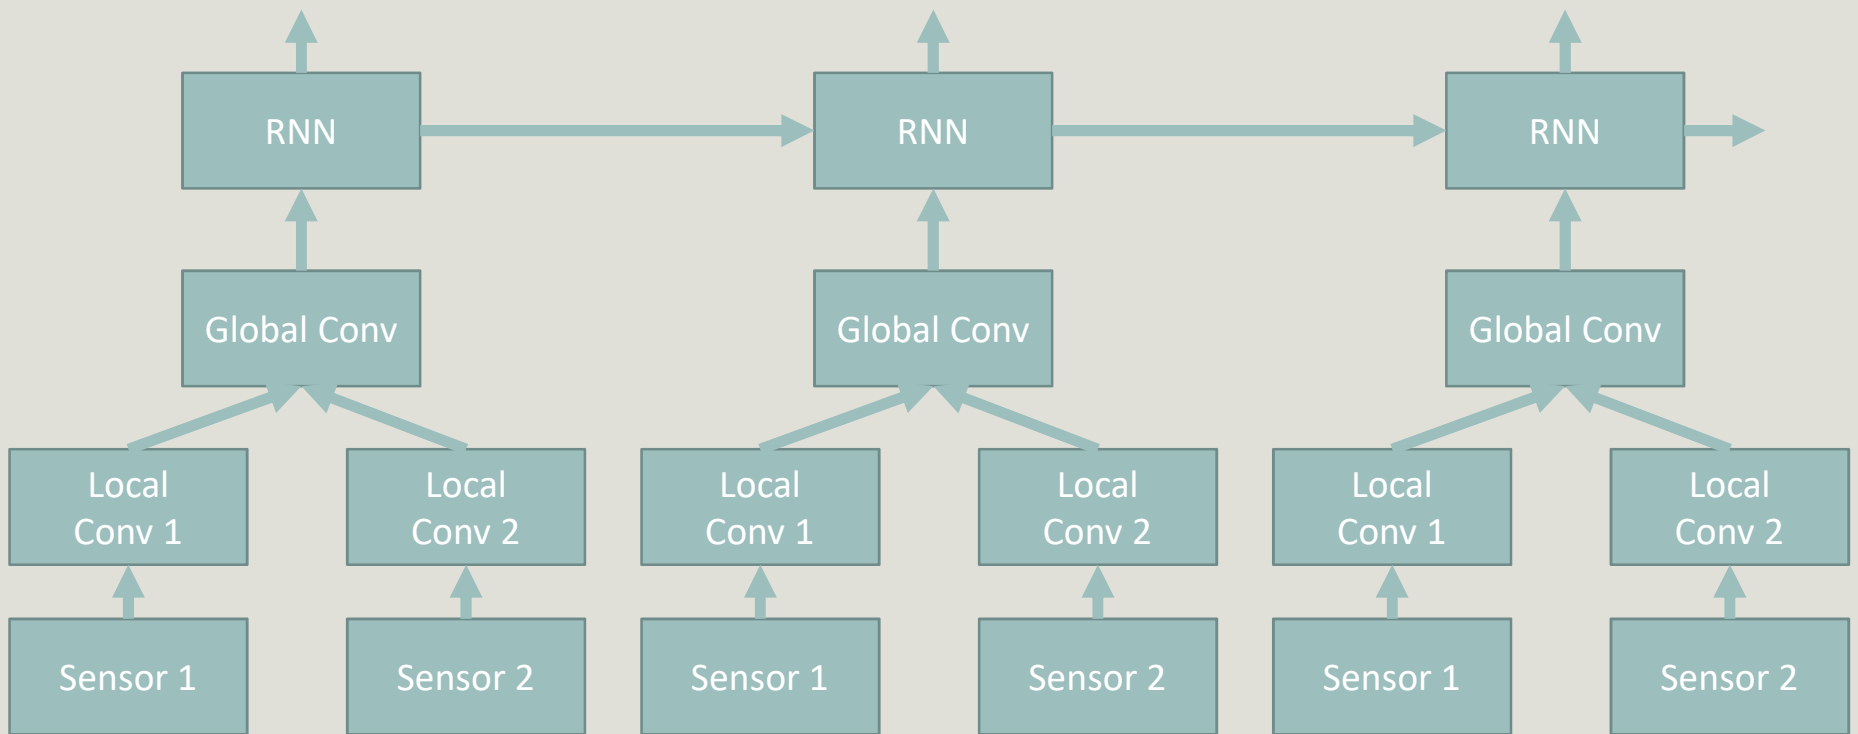 RNN
RNN
RNN
Global Conv
Global Conv
Global Conv
Local
Conv 1
Local
Conv 2
Local
Conv 1
Local
Conv 2
Local
Conv 1
Local
Conv 2
Sensor 1
Sensor 2
Sensor 1
Sensor 2
Sensor 1
Sensor 2